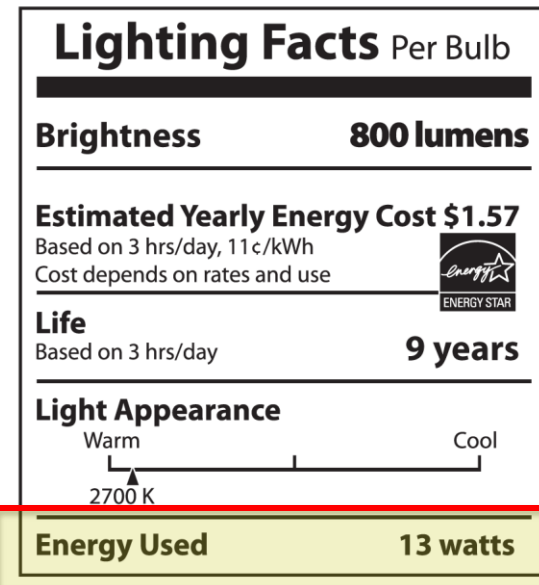 Lighting Facts Per Bulb
Brightness 800 lumens
Estimated Yearly Energy Cost $1.57
Based on 3 hrs/day, 11¢/kWh
Cost depends on rates and use
energy
ENERGY STAR
Life
Based on 3 hrs/day 9 years
Light Appearance
Warm Cool
2700 K
Energy Used 13 watts